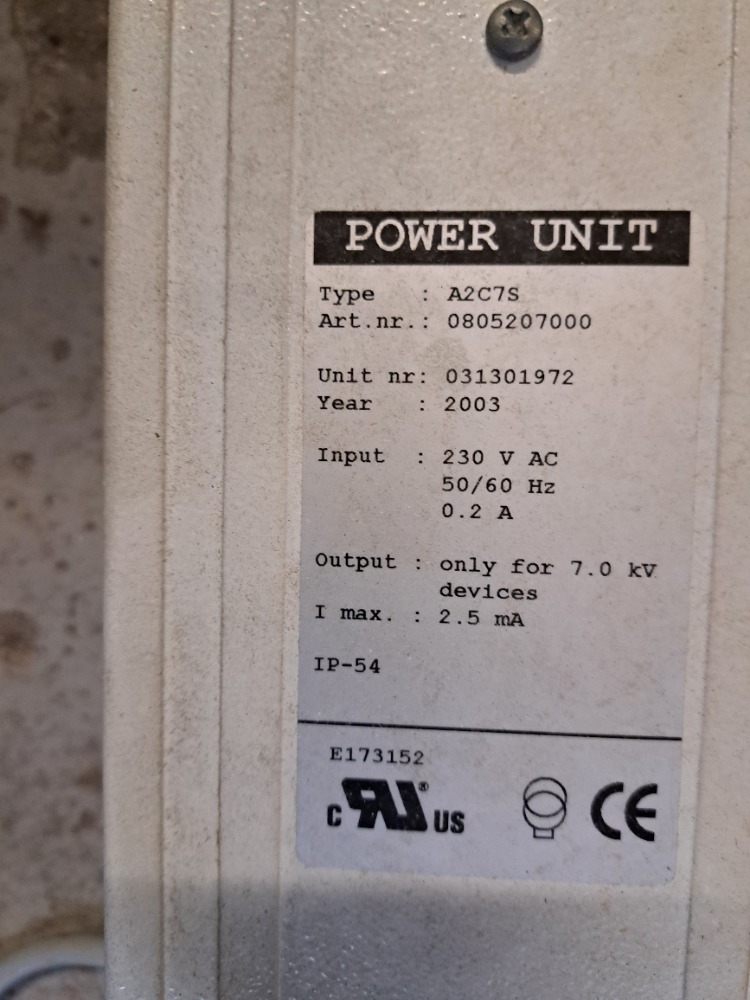 POWER UNIT
Type : A2C7S
Art.nr.: 0805207000
Unit nr: 031301972
Year : 2003
Input : 230 V AC
50/60 Hz
0.2 A
Output : only for 7.0 kV
devices
I max. : 2.5 mA
IP-54
E173152
C RU® US CE